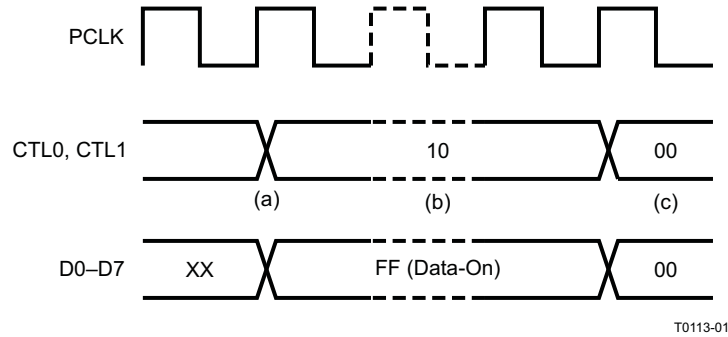 PCLK
CTL0, CTL1 10 00
(a) (b) (c)
D0–D7 XX FF (Data-On) 00
T0113-01